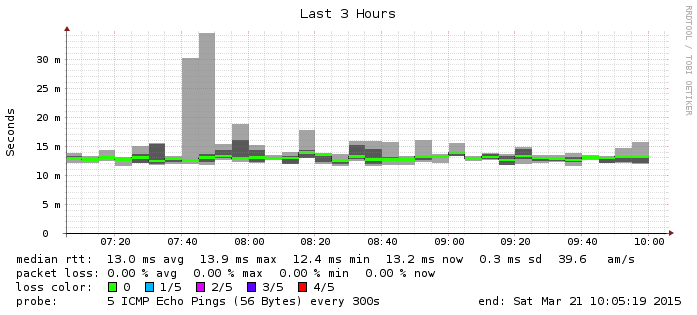 Last 3 Hours
RRDTOOL / TOBI OETIKER
Seconds
30 m
25 m
20 m
15 m
10 m
5 m
0
07:20 07:40 08:00 08:20 08:40 09:00 09:20 09:40 10:00
median rtt: 13.0 ms avg 13.9 ms max 12.4 ms min 13.2 ms now 0.3 ms sd 39.6 am/s
packet loss: 0.00 % avg 0.00 % max 0.00 % min 0.00 % now
loss color: 0 1/5 2/5 3/5 4/5
probe: 5 ICMP Echo Pings (56 Bytes) every 300s end: Sat Mar 21 10:05:19 2015